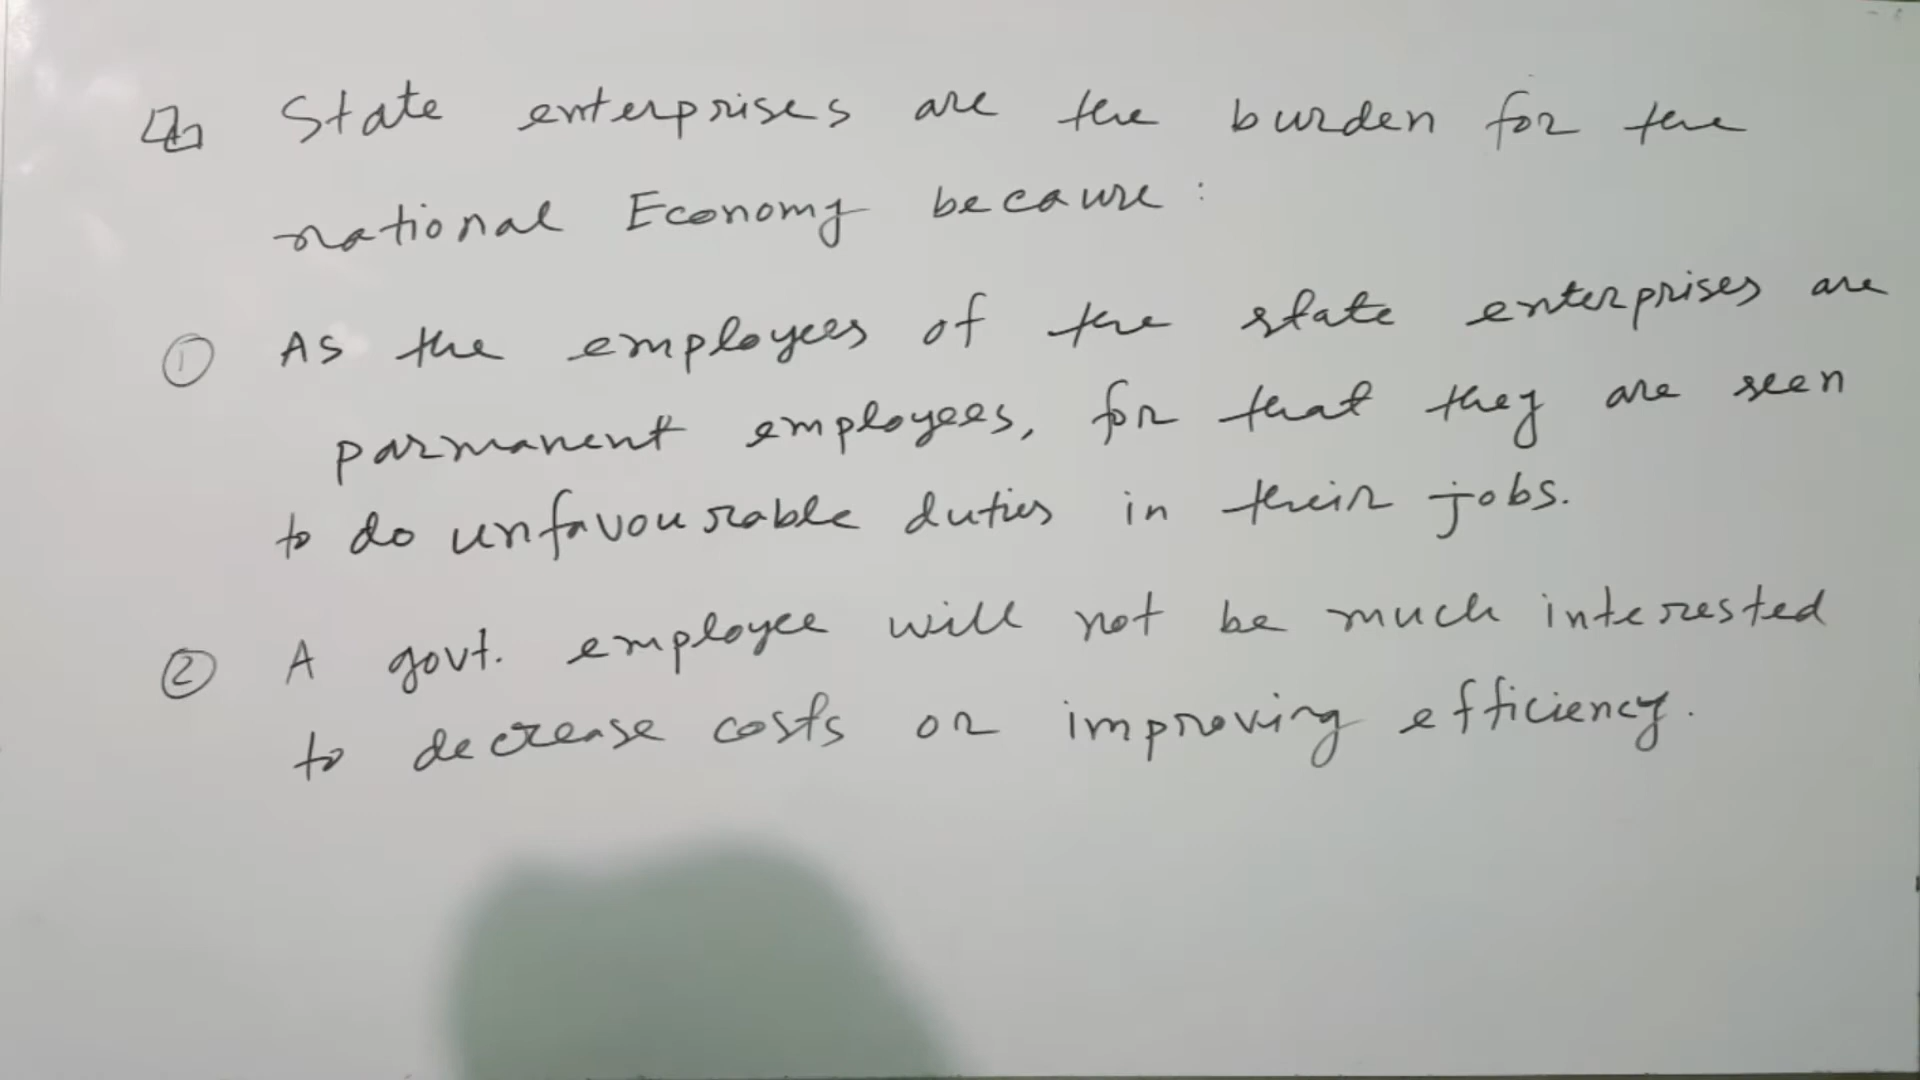 State enterprises are the burden for the
national Economy because :
① As the employees of the state enterprises are
parmanent employees, for that they are seen
to do unfavourable duties in their jobs.
② A govt. employee will not be much interested
to decrease costs or improving efficiency.